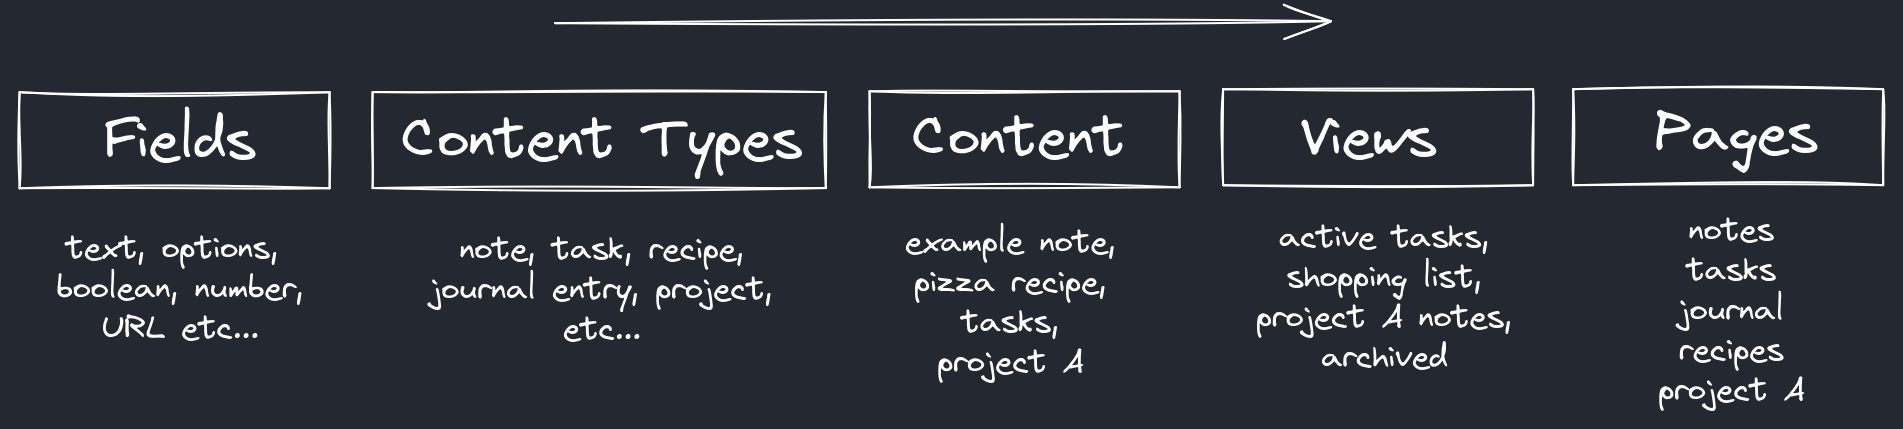 Fields
text, options,
boolean, number,
URL etc...
Content Types
note, task, recipe,
journal entry, project,
etc...
Content
example note,
pizza recipe,
tasks,
project A
Views
active tasks,
shopping list,
project A notes,
archived
Pages
notes
tasks
journal
recipes
project A